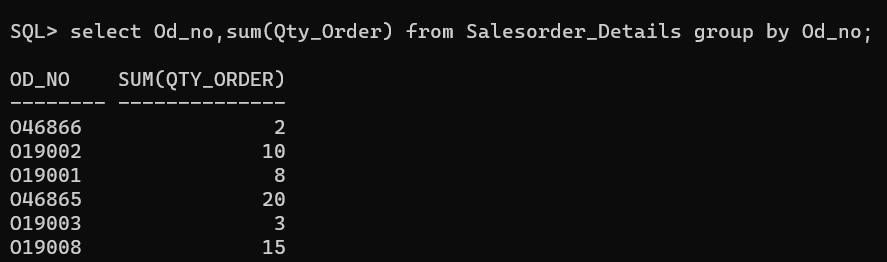 SQL> select Od_no,sum(Qty_Order) from Salesorder_Details group by Od_no;
OD_NO    SUM(QTY_ORDER)
-------- --------------
O46866                2
O19002               10
O19001                8
O46865               20
O19003                3
O19008               15